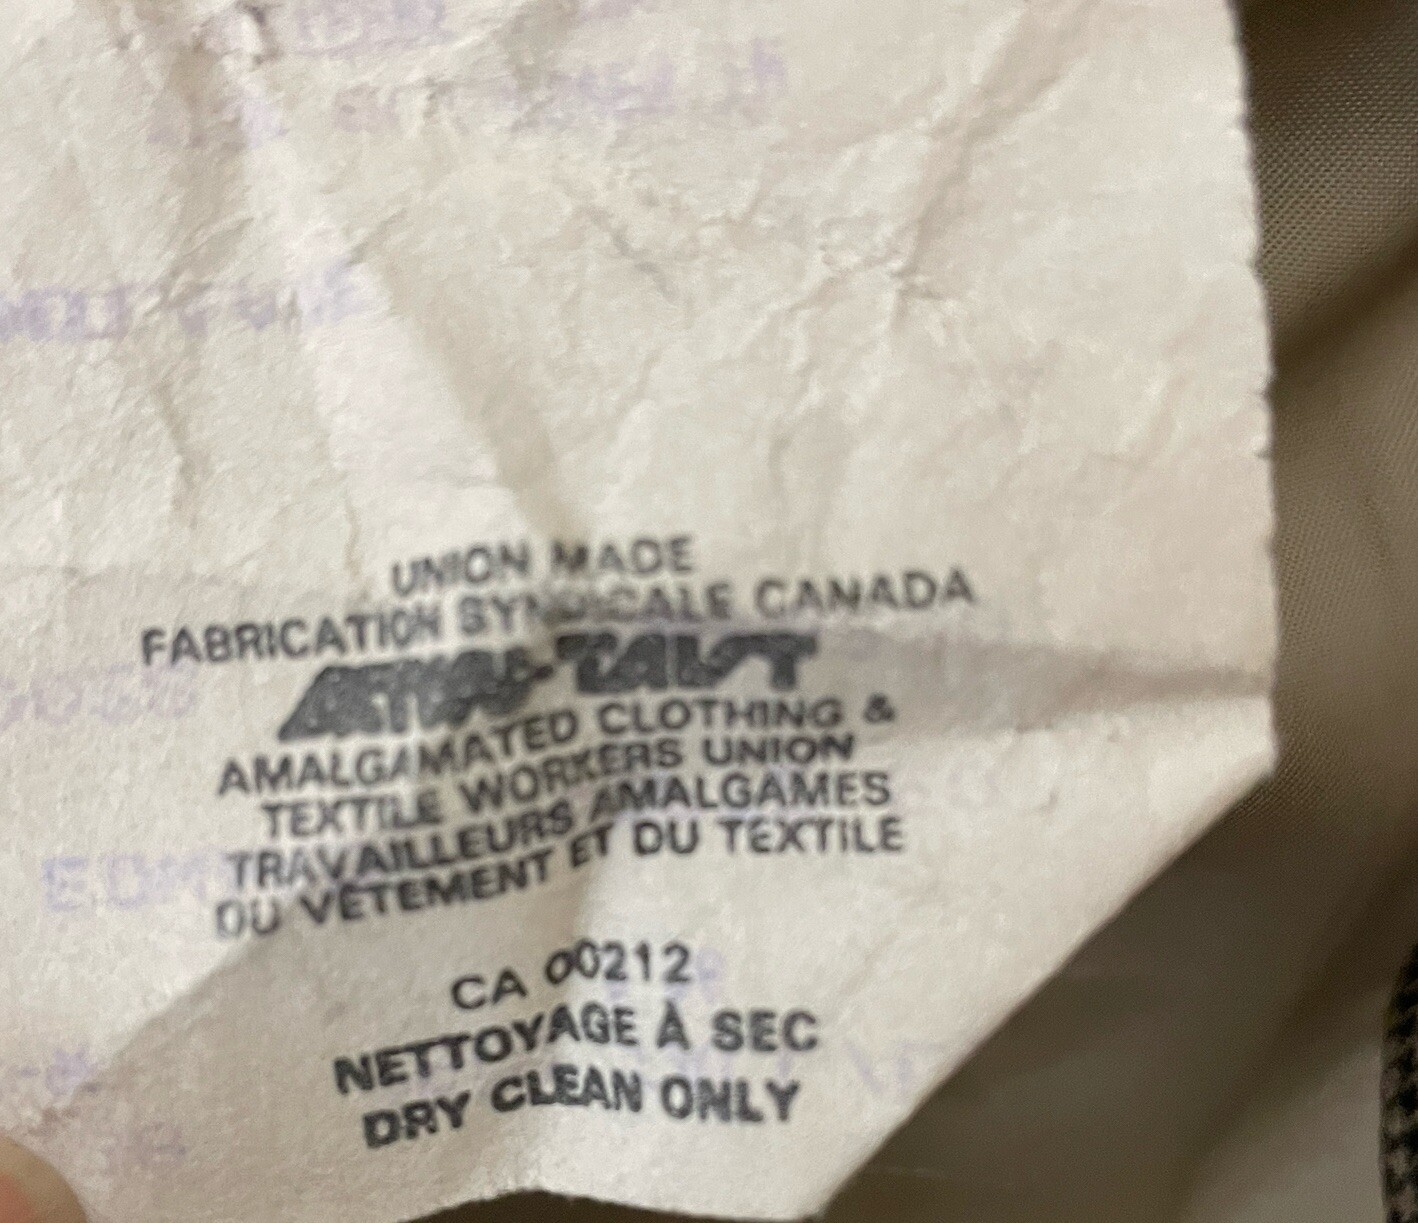 UNION MADE
FABRICATION SYNDICALE CANADA
AMALGAMATED CLOTHING &
TEXTILE WORKERS UNION
TRAVAILLEURS AMALGAMES
DU VÊTEMENT ET DU TEXTILE
CA 00212
NETTOYAGE À SEC
DRY CLEAN ONLY